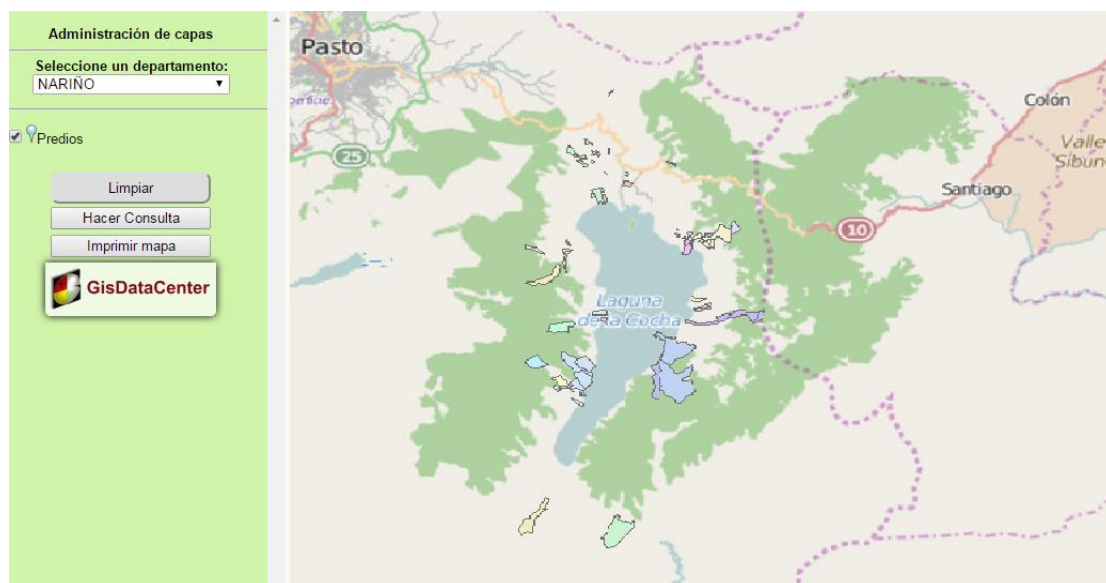 Administración de capas
Seleccione un departamento:
NARIÑO
Predios
Limpiar
Hacer Consulta
Imprimir mapa
GisDataCenter
Pasto
25
Colón
Valle
Sibun
Santiago
10
Laguna
de la Cocha